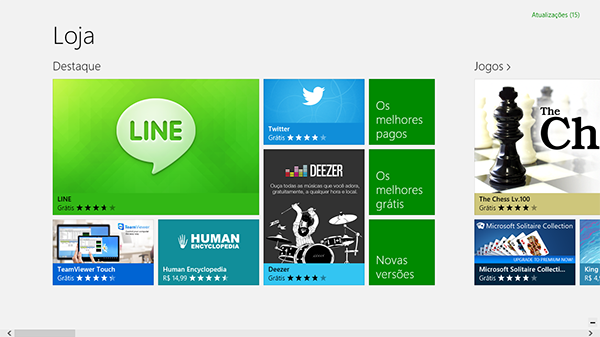 Atualizações (15)
Loja
Destaque
LINE
LINE
Grátis
Twitter
Grátis
Os
melhores
pagos
DEEZER
Ouça todas as músicas que você adora,
gratuitamente, a qualquer hora e local.
Deezer
Grátis
Os
melhores
grátis
TeamViewer
TeamViewer Touch
Grátis
HUMAN
ENCYCLOPEDIA
Human Encyclopedia
R$ 14,99
Novas
versões
Jogos
The
Ch
The Chess Lv.100
Grátis
Microsoft Solitaire Collection
UPGRADE TO PREMIUM NOW!
Microsoft Solitaire Collecti...
Grátis
King
R$ 4,